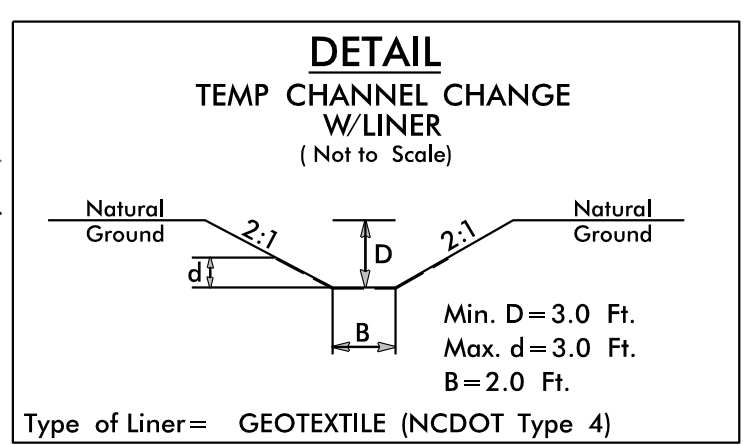 DETAIL
TEMP CHANNEL CHANGE
W/LINER
( Not to Scale)
Natural
Ground
2:1
d
D
2:1
Natural
Ground
B
Min. D=3.0 Ft.
Max. d=3.0 Ft.
B=2.0 Ft.
Type of Liner= GEOTEXTILE (NCDOT Type 4)